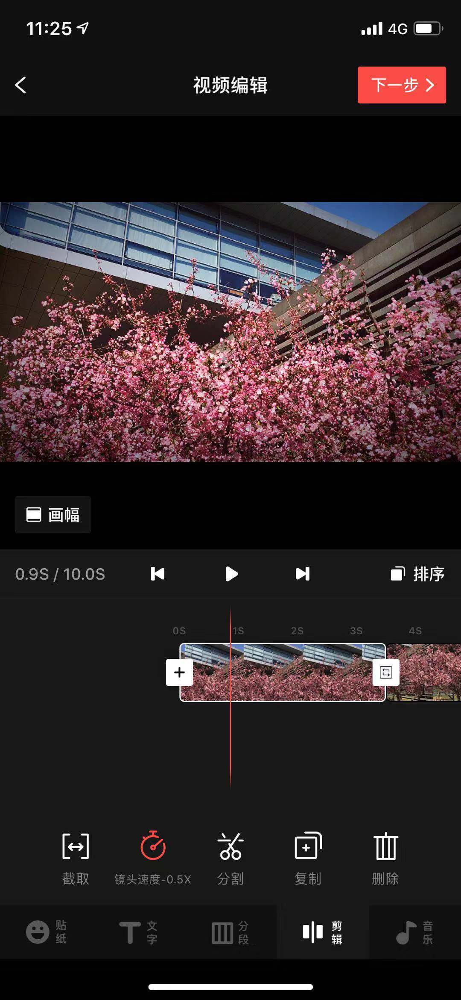 11:25 4G
视频编辑 下一步
画幅
0.9S / 10.0S 排序
0S 1S 2S 3S 4S
截取 镜头速度-0.5X 分割 复制 删除
贴纸 文字 分段 剪辑 音乐